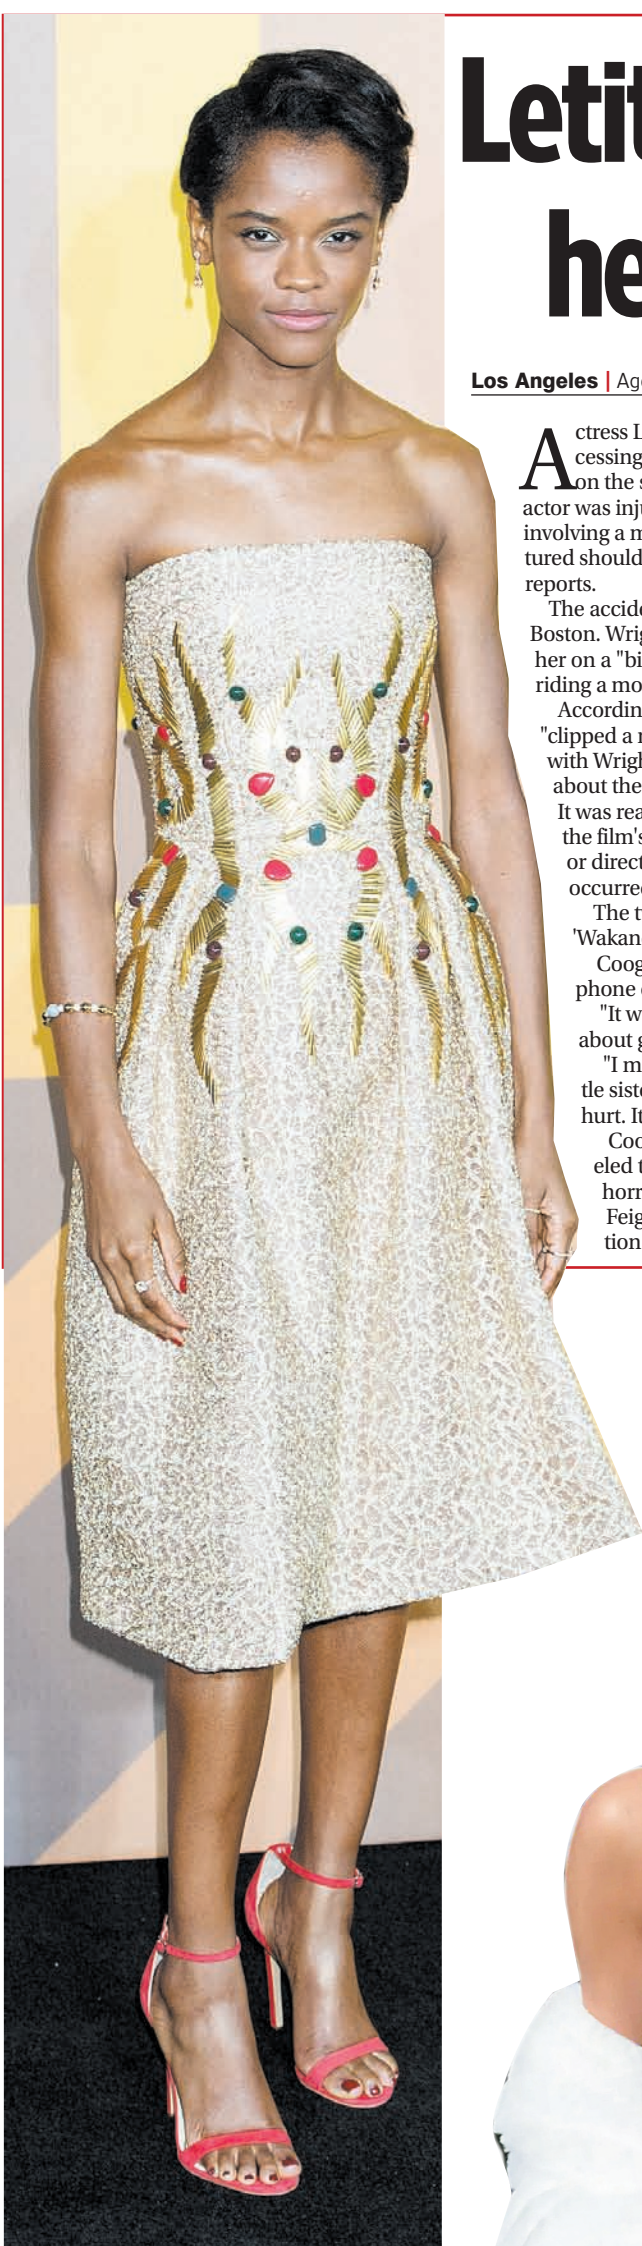 Letit
he
Los Angeles | Age
Actress L
cessing
on the s
actor was inju
involving a m
tured should
reports.
The accide
Boston. Wrig
her on a "bi
riding a mo
Accordin
"clipped a r
with Wrigh
about the
It was rea
the film's
or direct
occurred
The t
'Wakan
Coog
phone
"It w
about g
"I m
tle siste
hurt. It
Coo
eled t
horr
Feig
tion